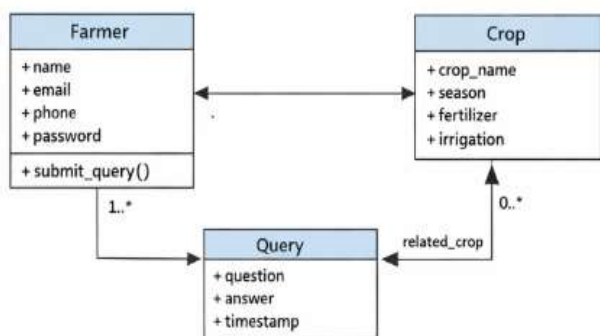 Farmer
+ name
+ email
+ phone
+ password
+ submit_query()
Crop
+ crop_name
+ season
+ fertilizer
+ irrigation
1..*
0..*
related_crop
Query
+ question
+ answer
+ timestamp